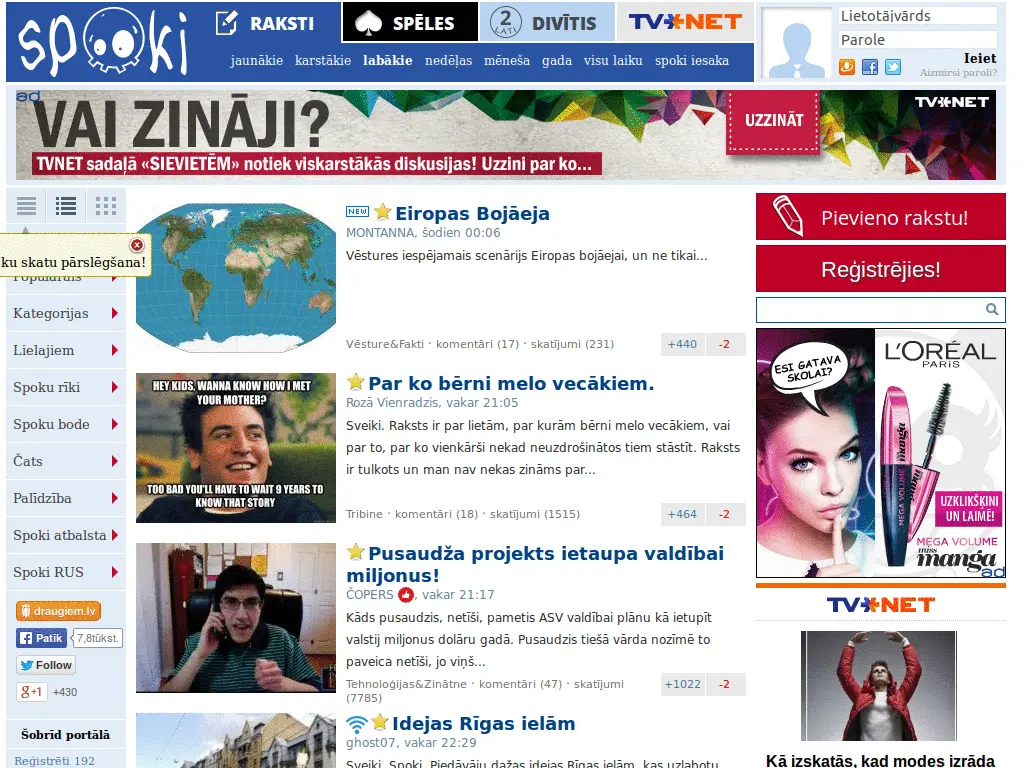 spoki
RAKSTI
SPĒLES
2
LATI
DIVĪTIS
TVNET
jaunākie karstākie labākie nedēļas mēneša gada visu laiku spoki iesaka
Lietotājvārds
Parole
Ieiet
Aizmirsi paroli?
ad
VAI ZINĀJI?
TVNET sadaļā «SIEVIETĒM» notiek viskarstākās diskusijas! Uzzini par ko...
UZZINĀT
TVNET
ku skatu pārslēgšana!
Populārās
Kategorijas
Lielajiem
Spoku rīki
Spoku bode
Čats
Palīdzība
Spoki atbalsta
Spoki RUS
draugiem.lv
Patīk 7,8tūkst.
Follow
g+1 +430
Šobrīd portālā
Reģistrēti 192
NEW Eiropas Bojāeja
MONTANNA, šodien 00:06
Vēstures iespējamais scenārijs Eiropas bojāejai, un ne tikai...
Vēsture&Fakti · komentāri (17) · skatījumi (231)
+440 -2
HEY KIDS, WANNA KNOW HOW I MET
YOUR MOTHER?
TOO BAD YOU'LL HAVE TO WAIT 9 YEARS TO
KNOW THAT STORY
Par ko bērni melo vecākiem.
Rozā Vienradzis, vakar 21:05
Sveiki. Raksts ir par lietām, par kurām bērni melo vecākiem, vai
par to, par ko vienkārši nekad neuzdrošinātos tiem stāstīt. Raksts
ir tulkots un man nav nekas zināms par...
Tribine · komentāri (18) · skatījumi (1515)
+464 -2
Pusaudža projekts ietaupa valdībai
miljonus!
ČOPERS , vakar 21:17
Kāds pusaudzis, netīši, pametis ASV valdībai plānu kā ietupīt
valstij miljonus dolāru gadā. Pusaudzis tiešā vārda nozīmē to
paveica netīši, jo viņš...
Tehnoloģijas&Zinātne · komentāri (47) · skatījumi
(7785)
+1022 -2
Idejas Rīgas ielām
ghost07, vakar 22:29
Sveiki, Spoki. Piedāvāju dažas idejas Rīgas ielām, kas uzlabotu
Pievieno rakstu!
Reģistrējies!
ESI GATAVA
SKOLAI?
L'ORÉAL
PARIS
manga
MEGA VOLUME
UZKLIKŠĶINI
UN LAIMĒ!
MEGA VOLUME
miss
manga
ad
TVNET
Kā izskatās, kad modes izrāda